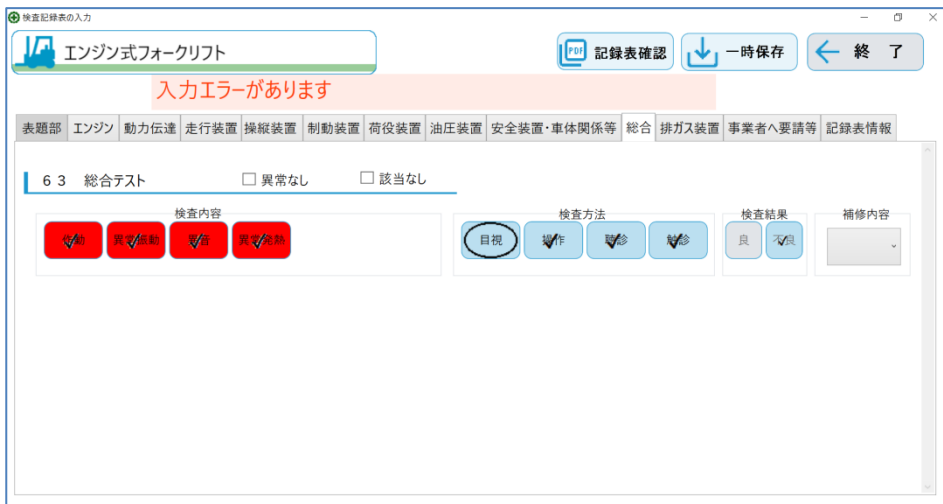 検査記録表の入力
エンジン式フォークリフト
PDF 記録表確認 一時保存 終 了
入力エラーがあります
表題部 エンジン 動力伝達 走行装置 操縦装置 制動装置 荷役装置 油圧装置 安全装置・車体関係等 総合 排ガス装置 事業者へ要請等 記録表情報
63 総合テスト 異常なし 該当なし
検査内容 検査方法 検査結果 補修内容
作動 異常振動 異音 異常発熱 目視 操作 聴診 触診 良 不良